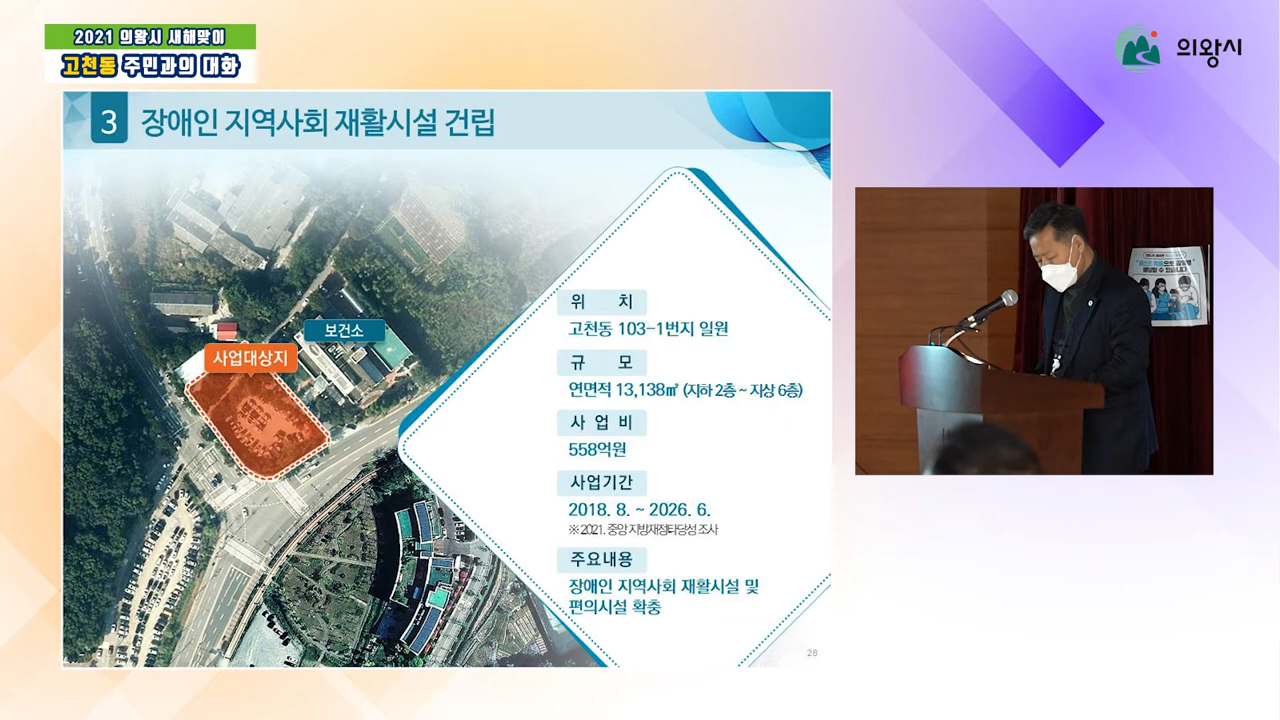 2021 의왕시 새해맞이
고천동 주민과의 대화
의왕시
3 장애인 지역사회 재활시설 건립
보건소
사업대상지
위 치
고천동 103-1번지 일원
규 모
연면적 13,138㎡ (지하 2층 ~ 지상 6층)
사 업 비
558억원
사업기간
2018. 8. ~ 2026. 6.
※ 2021. 중앙 지방재정타당성 조사
주요내용
장애인 지역사회 재활시설 및
편의시설 확충
28